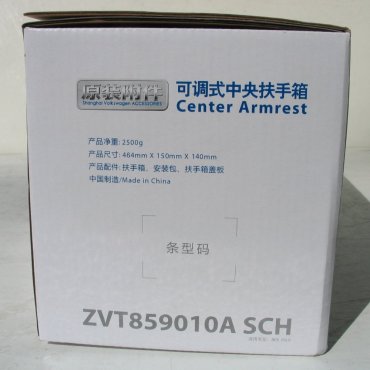 原装附件
Shanghai Volkswagen ACCESSORIES
可调式中央扶手箱
Center Armrest
产品净重: 2500g
产品尺寸: 464mm X 150mm X 140mm
产品配件: 扶手箱、安装包、扶手箱盖板
中国制造/Made in China
条型码
ZVT859010A SCH